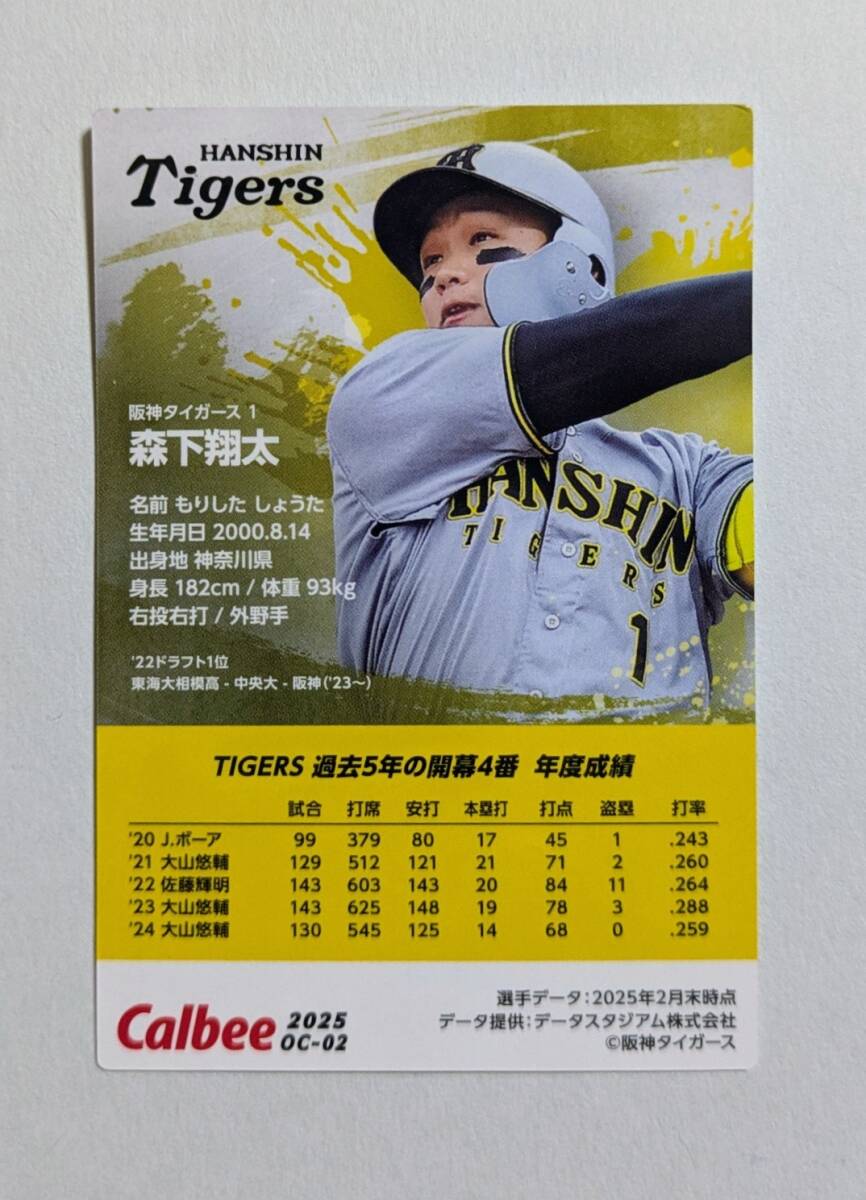 HANSHIN
Tigers
阪神タイガース 1
森下翔太
名前 もりした しょうた
生年月日 2000.8.14
出身地 神奈川県
身長 182cm / 体重 93kg
右投右打 / 外野手
'22ドラフト1位
東海大相模高 - 中央大 - 阪神('23〜)
HANSHIN
TIGERS
1
TIGERS 過去5年の開幕4番 年度成績
試合 打席 安打 本塁打 打点 盗塁 打率
'20 J.ボーア 99 379 80 17 45 1 .243
'21 大山悠輔 129 512 121 21 71 2 .260
'22 佐藤輝明 143 603 143 20 84 11 .264
'23 大山悠輔 143 625 148 19 78 3 .288
'24 大山悠輔 130 545 125 14 68 0 .259
Calbee 2025
OC-02
選手データ:2025年2月末時点
データ提供:データスタジアム株式会社
©阪神タイガース